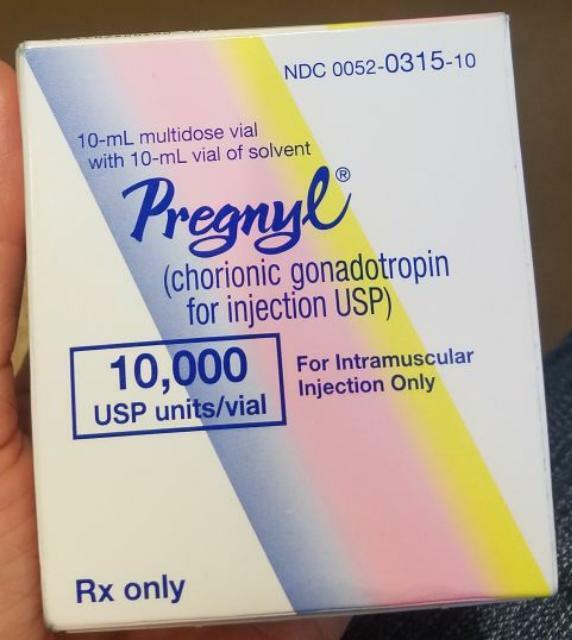 NDC 0052-0315-10
10-mL multidose vial
with 10-mL vial of solvent
Pregnyl®
(chorionic gonadotropin
for injection USP)
10,000
USP units/vial
For Intramuscular
Injection Only
Rx only